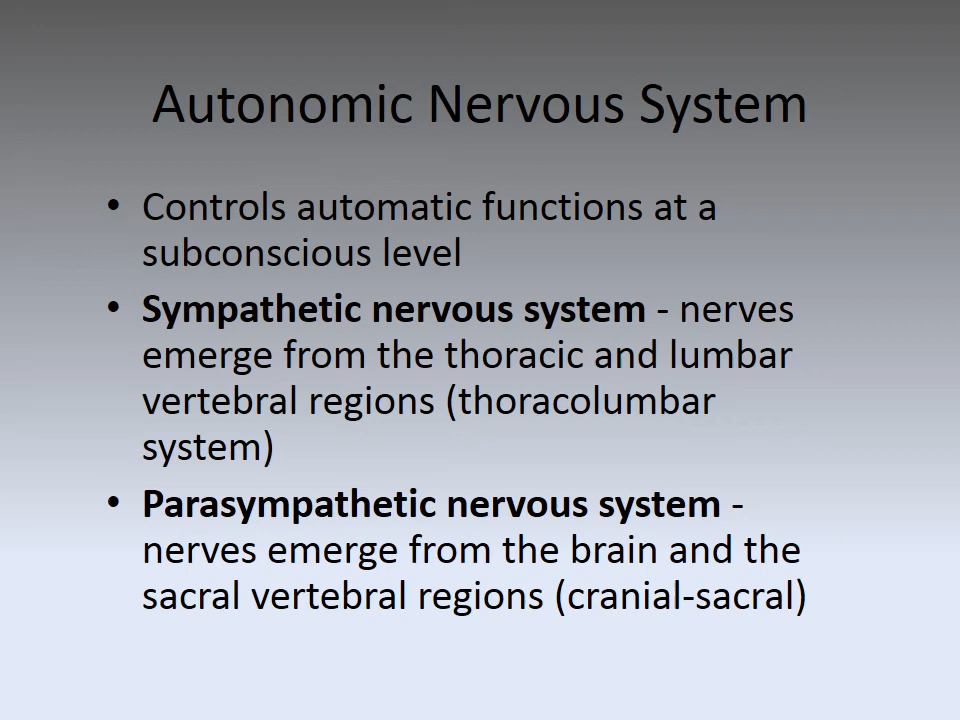 Autonomic Nervous System
• Controls automatic functions at a
subconscious level
• Sympathetic nervous system - nerves
emerge from the thoracic and lumbar
vertebral regions (thoracolumbar
system)
• Parasympathetic nervous system -
nerves emerge from the brain and the
sacral vertebral regions (cranial-sacral)